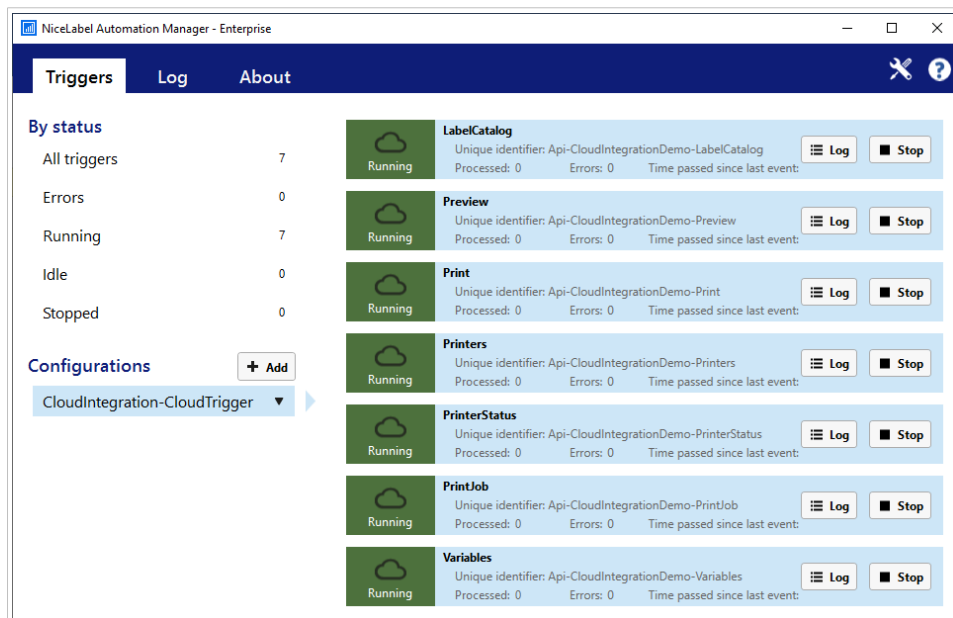 NiceLabel Automation Manager - Enterprise
Triggers Log About
By status
All triggers 7
Errors 0
Running 7
Idle 0
Stopped 0
Configurations + Add
CloudIntegration-CloudTrigger
LabelCatalog
Unique identifier: Api-CloudIntegrationDemo-LabelCatalog
Running Processed: 0 Errors: 0 Time passed since last event:
Log Stop
Preview
Unique identifier: Api-CloudIntegrationDemo-Preview
Running Processed: 0 Errors: 0 Time passed since last event:
Log Stop
Print
Unique identifier: Api-CloudIntegrationDemo-Print
Running Processed: 0 Errors: 0 Time passed since last event:
Log Stop
Printers
Unique identifier: Api-CloudIntegrationDemo-Printers
Running Processed: 0 Errors: 0 Time passed since last event:
Log Stop
PrinterStatus
Unique identifier: Api-CloudIntegrationDemo-PrinterStatus
Running Processed: 0 Errors: 0 Time passed since last event:
Log Stop
PrintJob
Unique identifier: Api-CloudIntegrationDemo-PrintJob
Running Processed: 0 Errors: 0 Time passed since last event:
Log Stop
Variables
Unique identifier: Api-CloudIntegrationDemo-Variables
Running Processed: 0 Errors: 0 Time passed since last event:
Log Stop